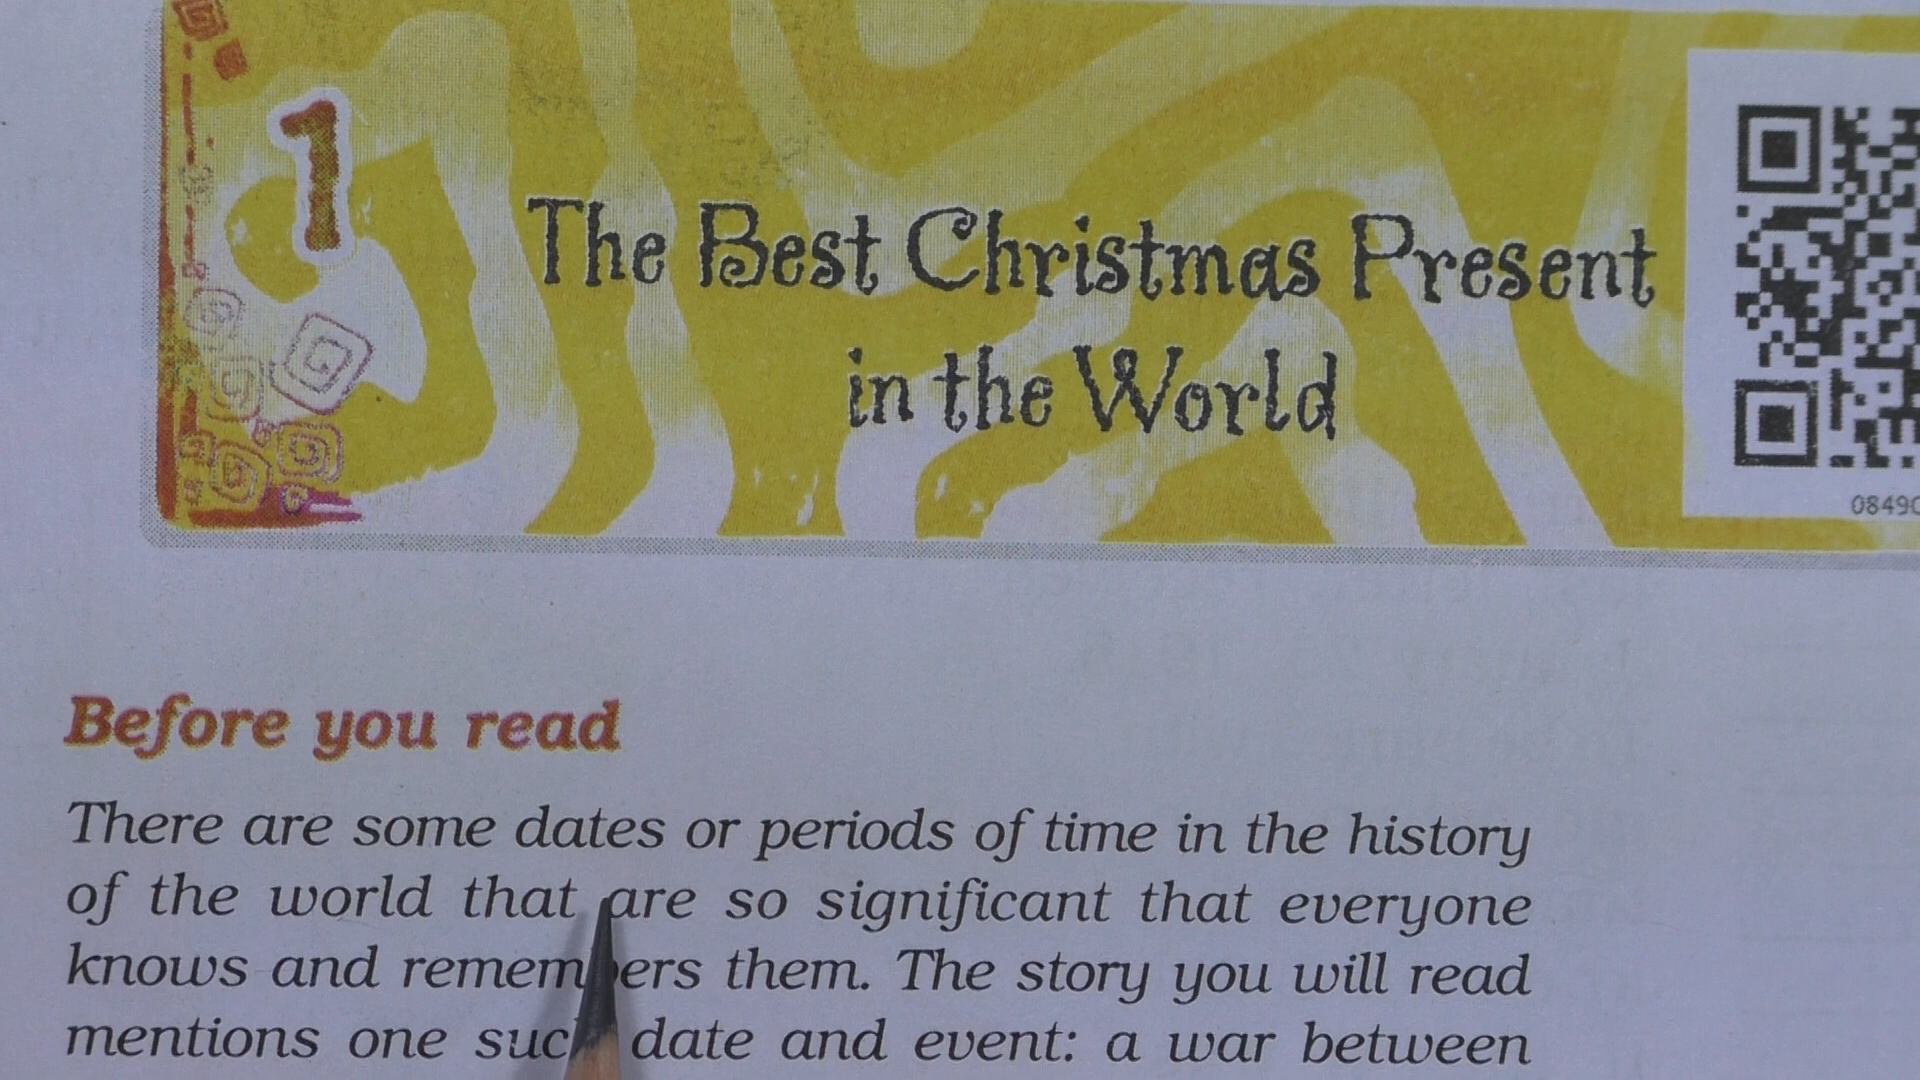 1
The Best Christmas Present
in the World
0849C
Before you read
There are some dates or periods of time in the history
of the world that are so significant that everyone
knows and remembers them. The story you will read
mentions one such date and event: a war between